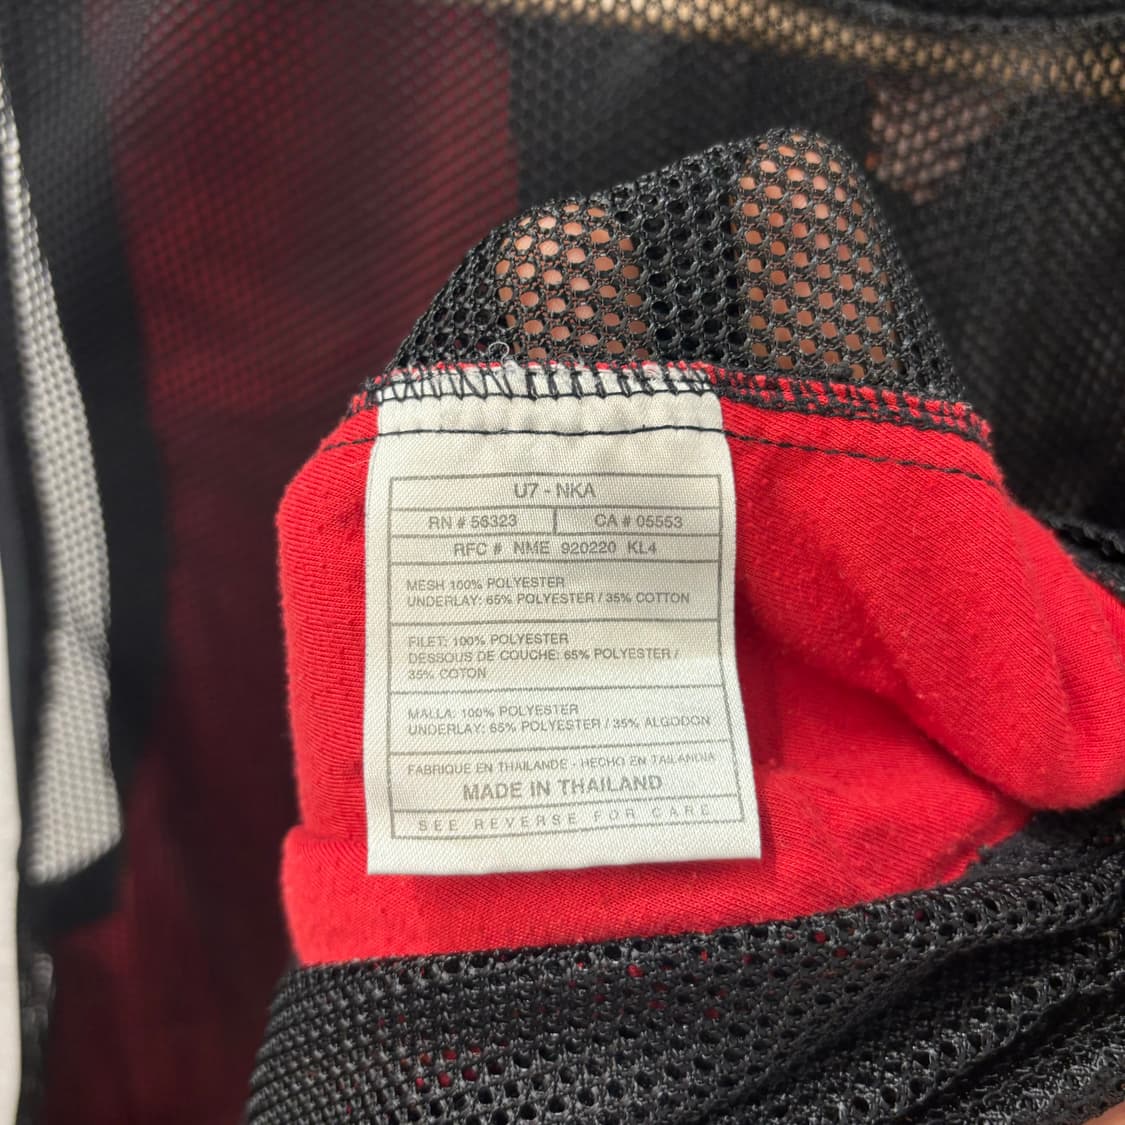 U7 - NKA
RN # 56323 CA # 05553
RFC # NME 920220 KL4
MESH 100% POLYESTER
UNDERLAY: 65% POLYESTER / 35% COTTON
FILET: 100% POLYESTER
DESSOUS DE COUCHE: 65% POLYESTER /
35% COTON
MALLA: 100% POLYESTER
UNDERLAY: 65% POLYESTER / 35% ALGODON
FABRIQUE EN THAILANDE - HECHO EN TAILANDIA
MADE IN THAILAND
SEE REVERSE FOR CARE